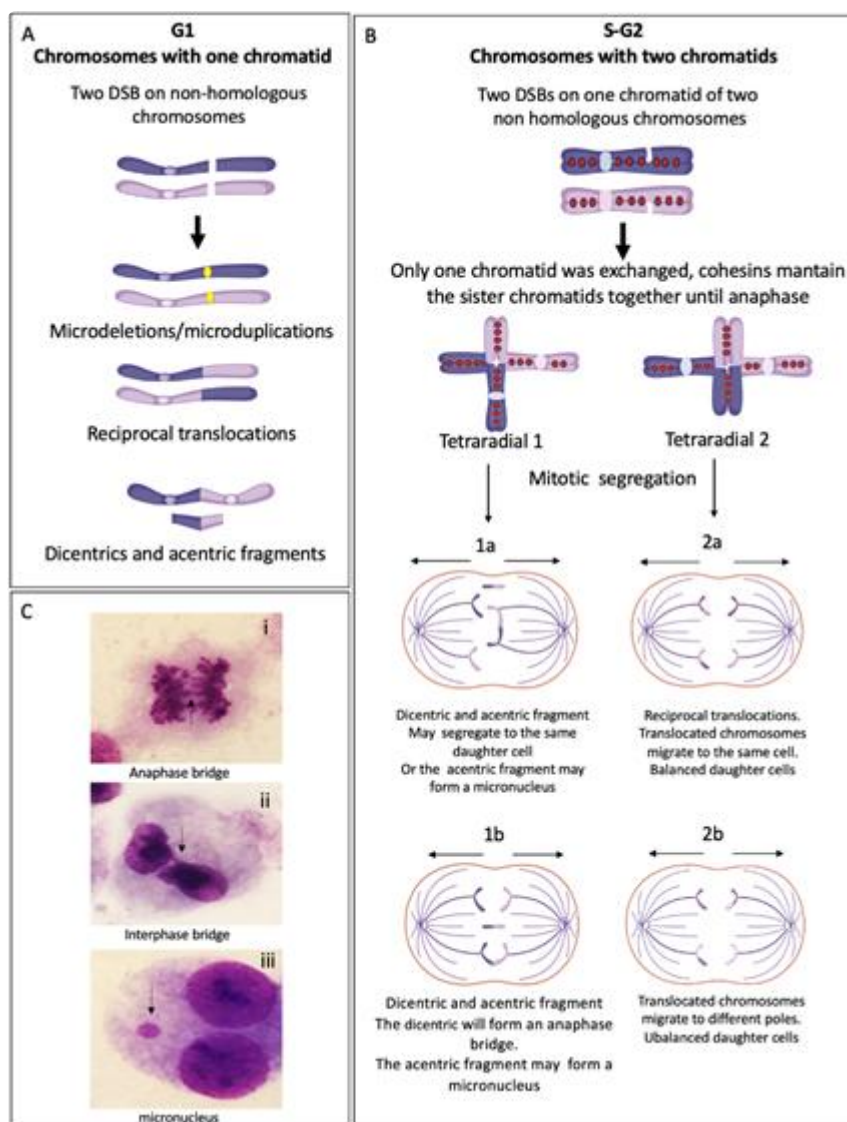 A
G1
Chromosomes with one chromatid
Two DSB on non-homologous
chromosomes
Microdeletions/microduplications
Reciprocal translocations
Dicentrics and acentric fragments
B
S-G2
Chromosomes with two chromatids
Two DSBs on one chromatid of two
non homologous chromosomes
Only one chromatid was exchanged, cohesins mantain
the sister chromatids together until anaphase
Tetraradial 1
Tetraradial 2
Mitotic segregation
1a
2a
Dicentric and acentric fragment
May segregate to the same
daughter cell
Or the acentric fragment may
form a micronucleus
Reciprocal translocations.
Translocated chromosomes
migrate to the same cell.
Balanced daughter cells
1b
2b
Dicentric and acentric fragment
The dicentric will form an anaphase
bridge.
The acentric fragment may form a
micronucleus
Translocated chromosomes
migrate to different poles.
Ubalanced daughter cells
C
i
Anaphase bridge
ii
Interphase bridge
iii
micronucleus